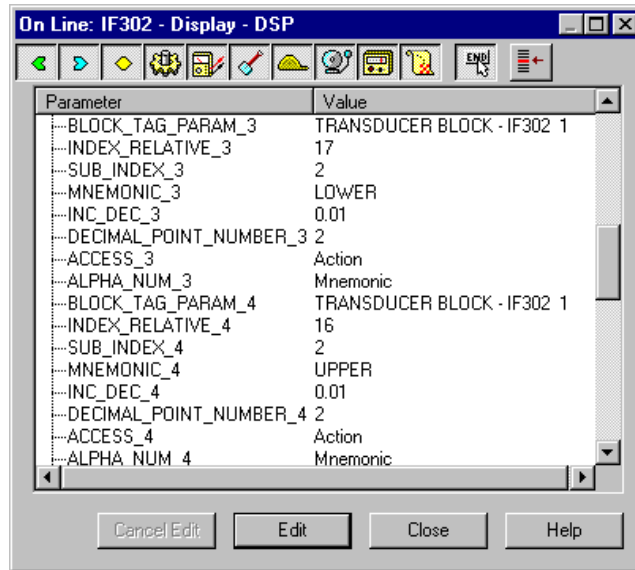 On Line: IF302 - Display - DSP
END
Parameter Value
BLOCK_TAG_PARAM_3 TRANSDUCER BLOCK - IF302 1
INDEX_RELATIVE_3 17
SUB_INDEX_3 2
MNEMONIC_3 LOWER
INC_DEC_3 0.01
DECIMAL_POINT_NUMBER_3 2
ACCESS_3 Action
ALPHA_NUM_3 Mnemonic
BLOCK_TAG_PARAM_4 TRANSDUCER BLOCK - IF302 1
INDEX_RELATIVE_4 16
SUB_INDEX_4 2
MNEMONIC_4 UPPER
INC_DEC_4 0.01
DECIMAL_POINT_NUMBER_4 2
ACCESS_4 Action
ALPHA_NUM_4 Mnemonic
Cancel Edit Edit Close Help